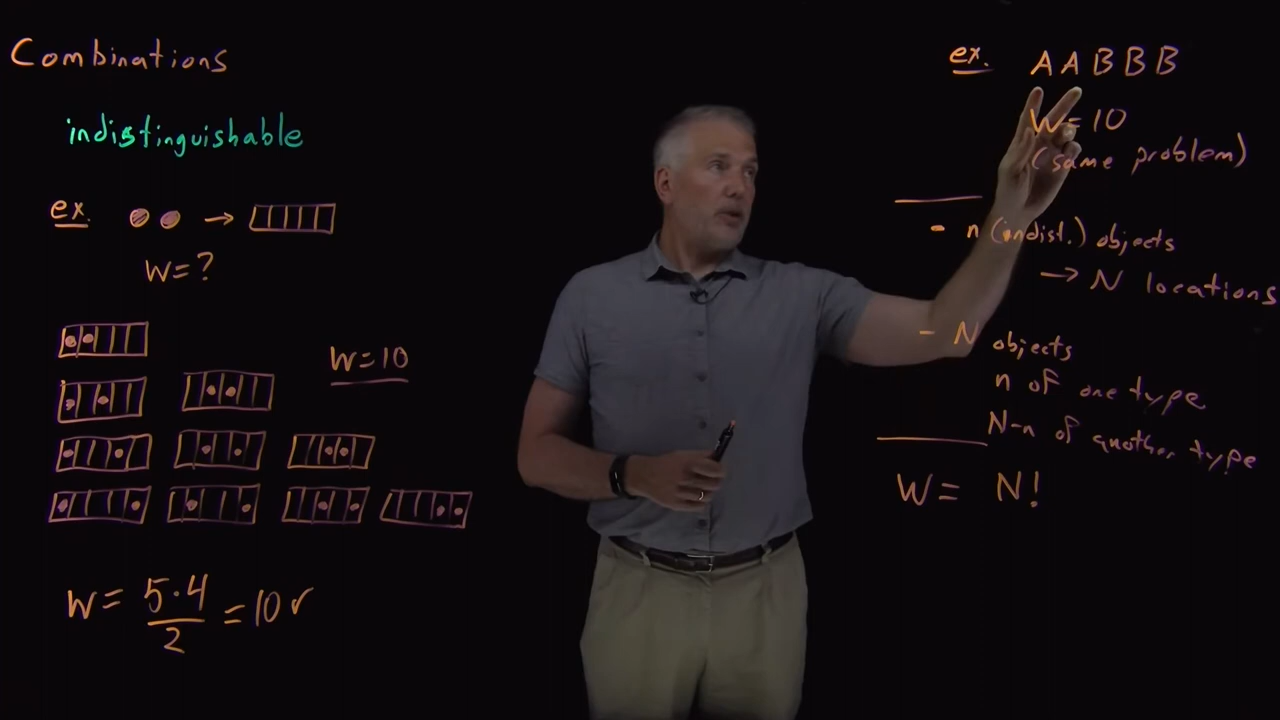 Combinations
indistinguishable
ex. →
W=?
W=10
W= 5·4/2 = 10 ✓
ex. AABBB
W=10
(same problem)
- n (indist.) objects
→ N locations
- N objects
n of one type
N-n of another type
W= N!